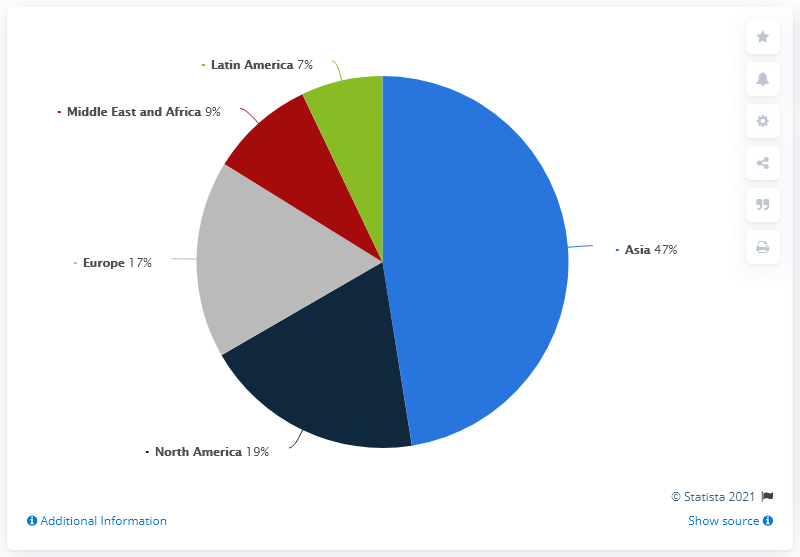 Latin America 7%
Middle East and Africa 9%
Asia 47%
Europe 17%
North America 19%
© Statista 2021
Additional Information
Show source